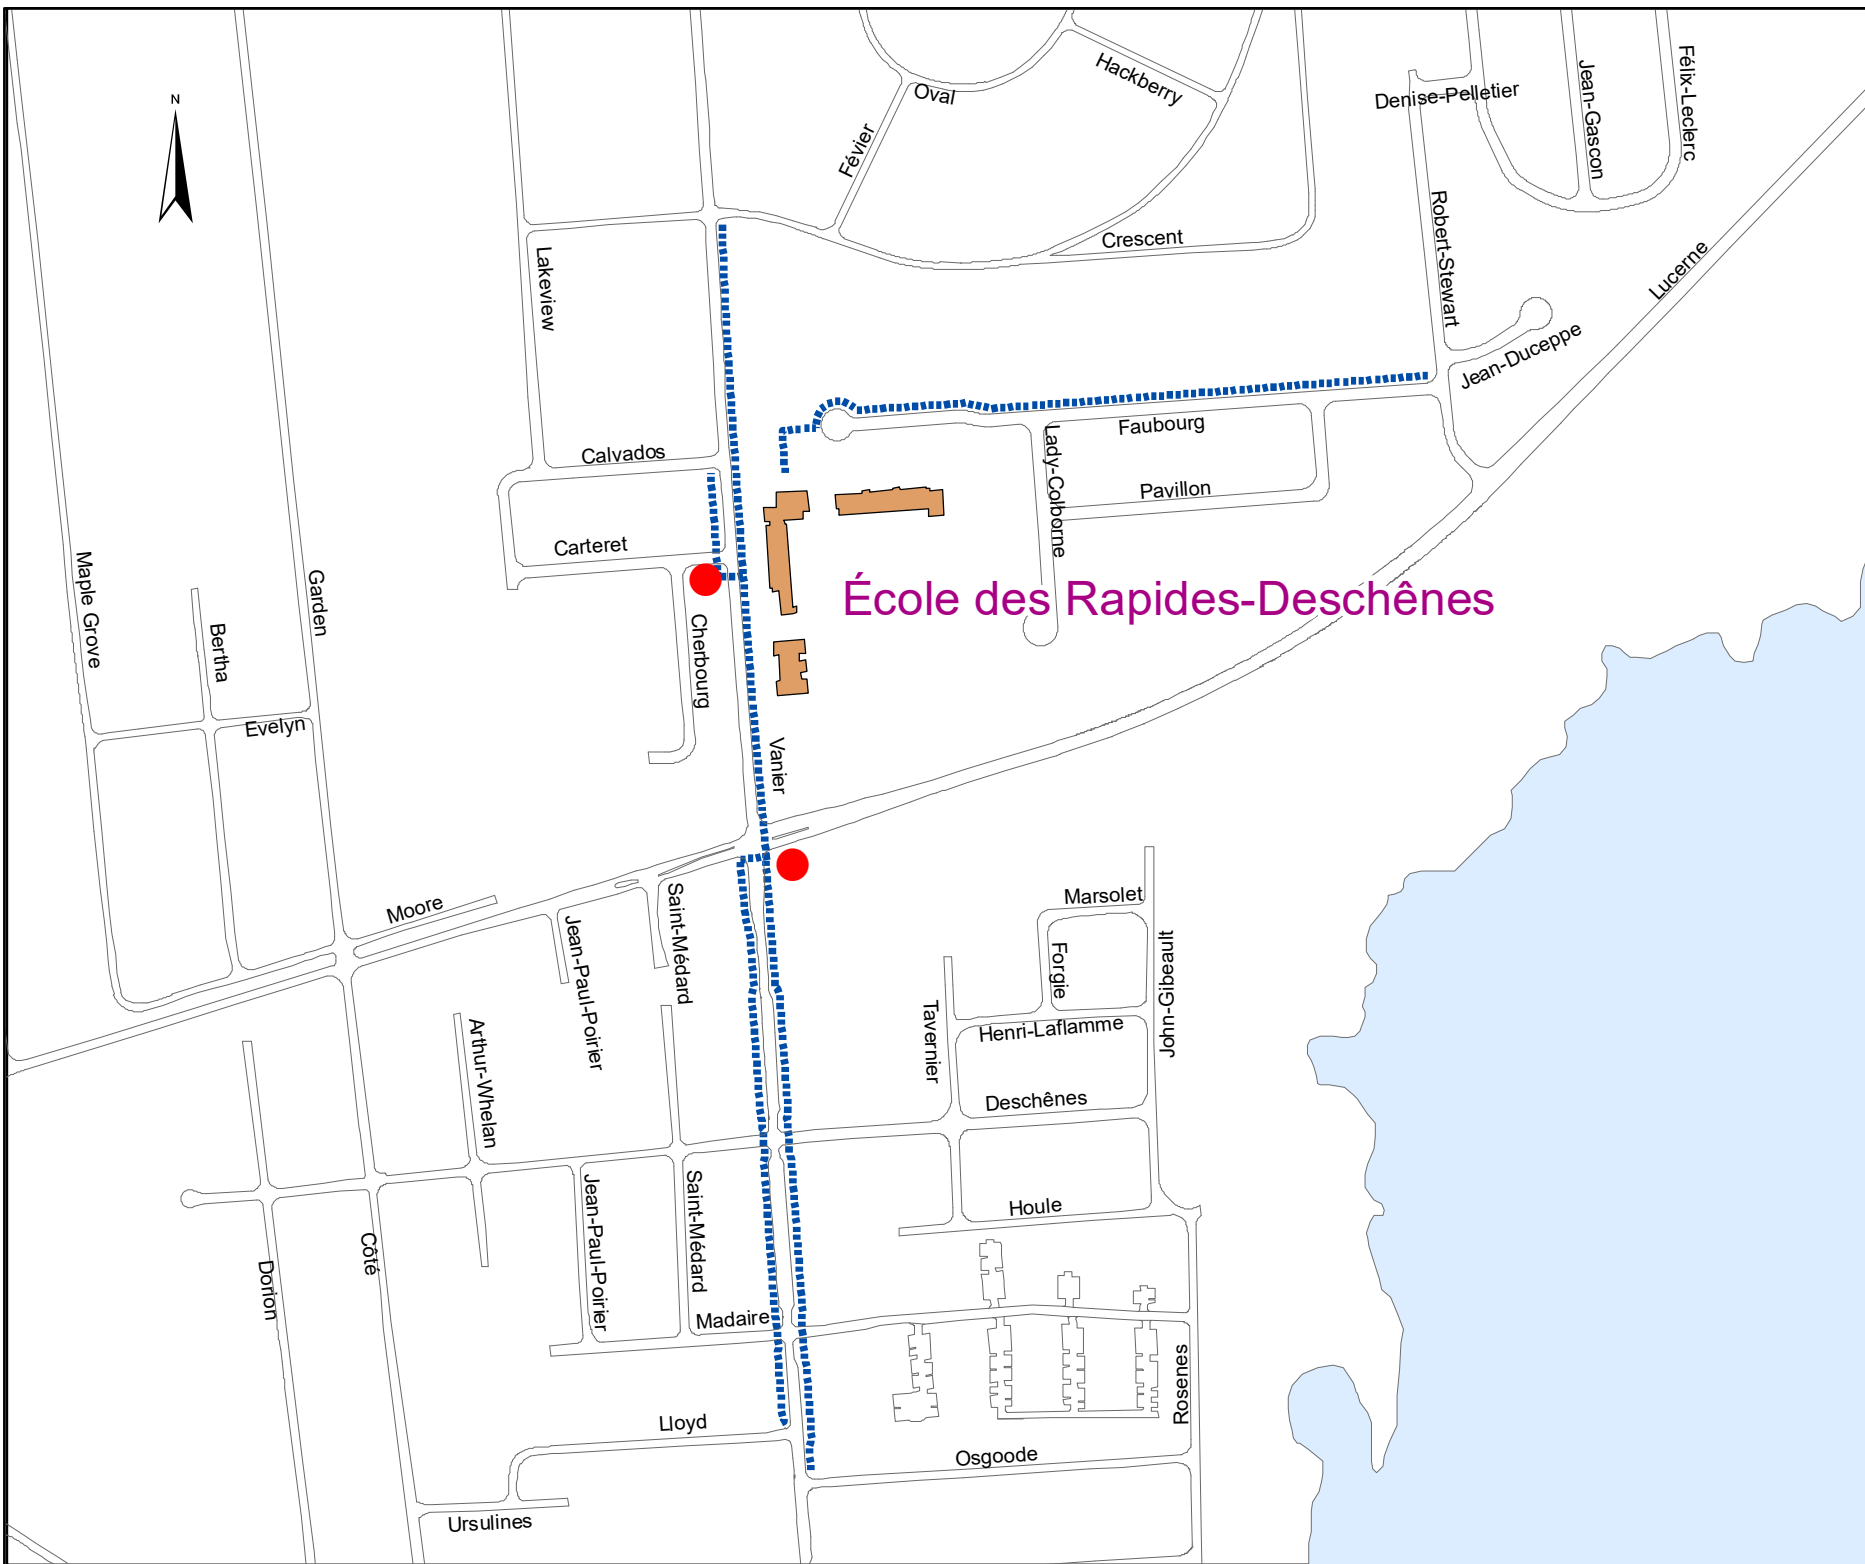 Félix-Leclerc
Jean-Gascon
Hackberry
Oval
Denise-Pelletier
N
Février
Robert-Stewart
Crescent
Lucerne
Lakeview
Jean-Duceppe
Faubourg
Lady-Colborne
Calvados
Pavillon
Carteret
Maple Grove
Garden
École des Rapides-Deschênes
Bertha
Cherbourg
Evelyn
Vanier
Moore
Saint-Médard
Marsolet
Jean-Paul-Poirier
Forgie
John-Gibeault
Tavernier
Henri-Laflamme
Arthur-Whelan
Deschênes
Jean-Paul-Poirier
Saint-Médard
Houle
Côté
Dorion
Madaire
Rosenes
Lloyd
Osgoode
Ursulines